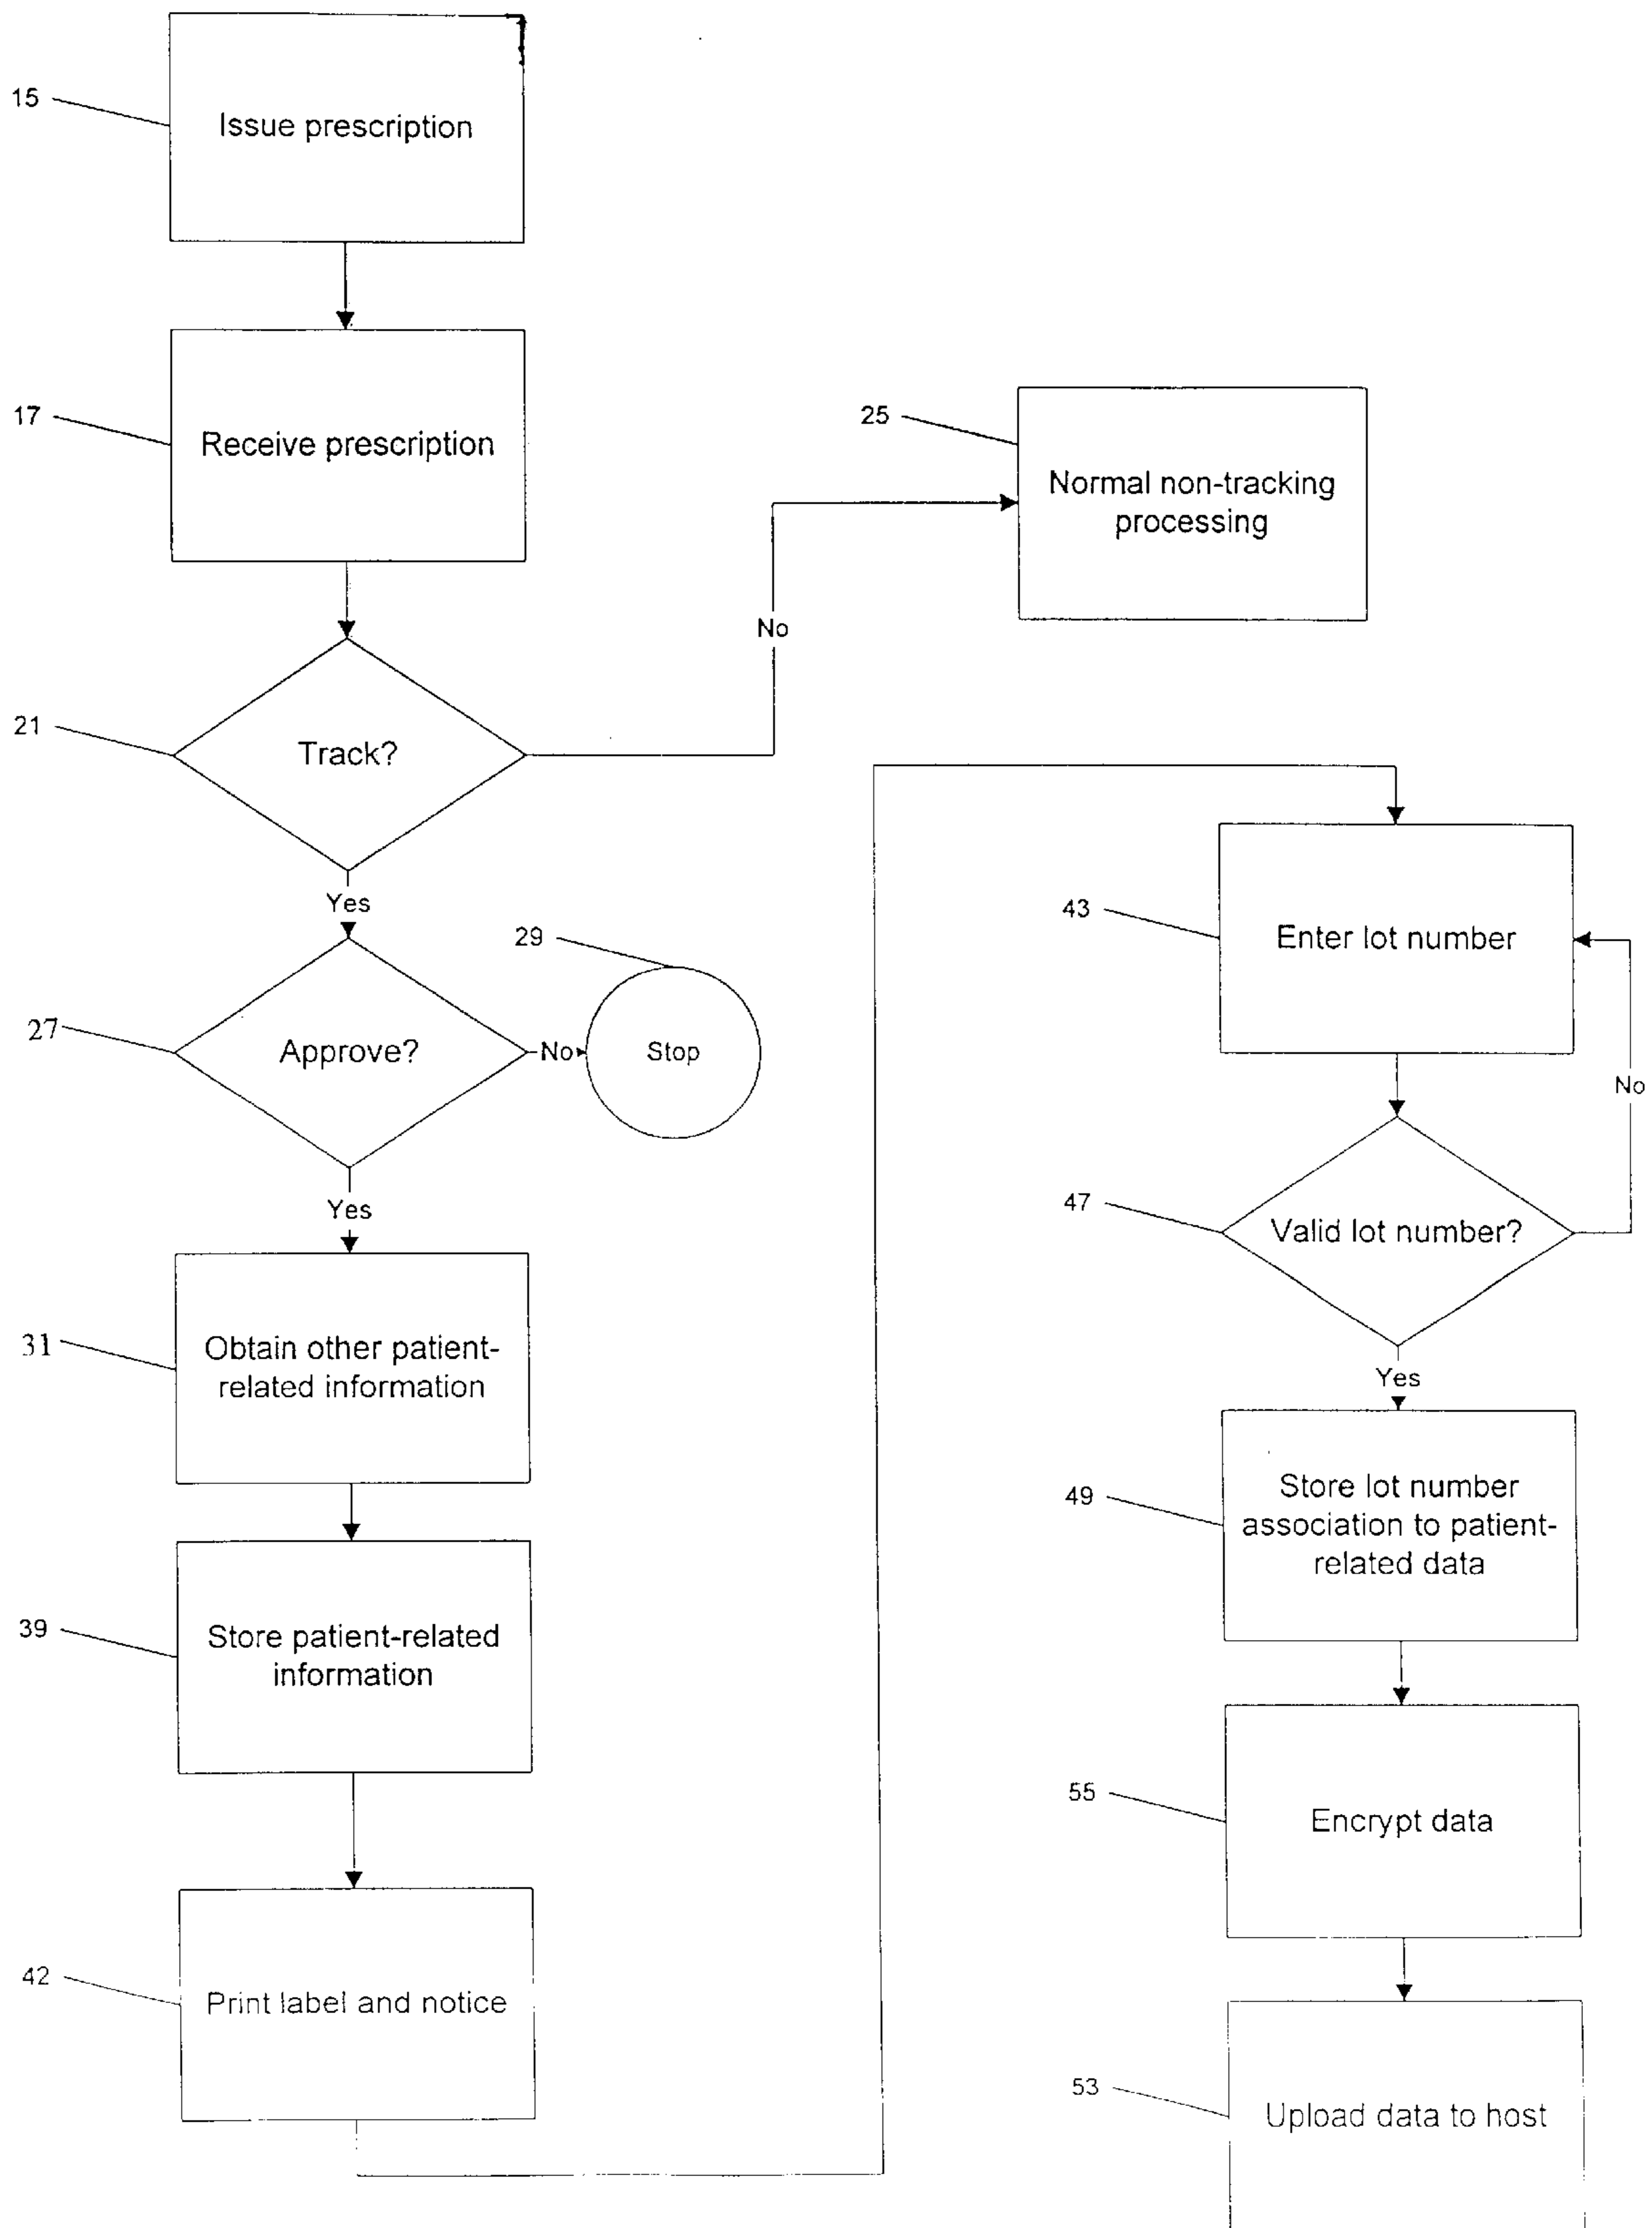 15
Issue prescription
17
Receive prescription
25
Normal non-tracking
processing
No
21
Track?
Yes
29
27
Approve?
No
Stop
Yes
31
Obtain other patient-
related information
39
Store patient-related
information
42
Print label and notice
43
Enter lot number
No
47
Valid lot number?
Yes
49
Store lot number
association to patient-
related data
55
Encrypt data
53
Upload data to host